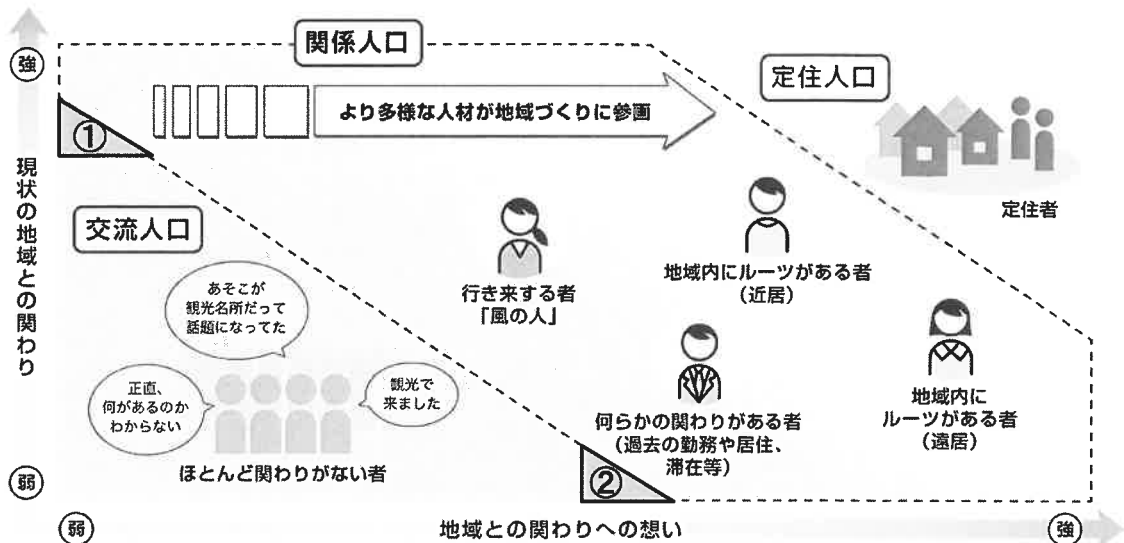 強
関係人口
定住人口
より多様な人材が地域づくりに参画
①
現状の地域との関わり
交流人口
定住者
あそこが
観光名所だって
話題になってた
行き来する者
「風の人」
地域内にルーツがある者
(近居)
正直、
何があるのか
わからない
観光で
来ました
何らかの関わりがある者
(過去の勤務や居住、
滞在等)
地域内に
ルーツがある者
(遠居)
ほとんど関わりがない者
②
弱
弱
地域との関わりへの想い
強